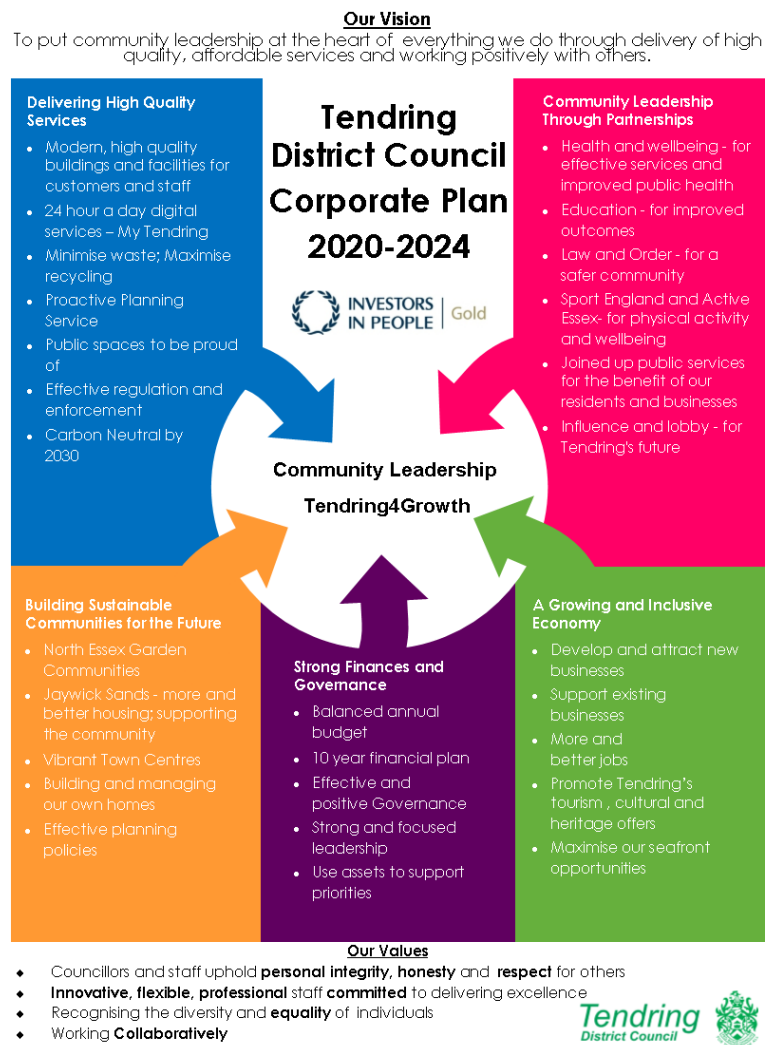 Our Vision
To put community leadership at the heart of everything we do through delivery of high
quality, affordable services and working positively with others.
Tendring
District Council
Corporate Plan
2020-2024
INVESTORS
IN PEOPLE
Gold
Delivering High Quality
Services
• Modern, high quality
buildings and facilities for
customers and staff
• 24 hour a day digital
services – My Tendring
• Minimise waste; Maximise
recycling
• Proactive Planning
Service
• Public spaces to be proud
of
• Effective regulation and
enforcement
• Carbon Neutral by
2030
Community Leadership
Through Partnerships
• Health and wellbeing - for
effective services and
improved public health
• Education - for improved
outcomes
• Law and Order - for a
safer community
• Sport England and Active
Essex- for physical activity
and wellbeing
• Joined up public services
for the benefit of our
residents and businesses
• Influence and lobby - for
Tendring's future
Community Leadership
Tendring4Growth
Building Sustainable
Communities for the Future
• North Essex Garden
Communities
• Jaywick Sands - more and
better housing; supporting
the community
• Vibrant Town Centres
• Building and managing
our own homes
• Effective planning
policies
Strong Finances and
Governance
• Balanced annual
budget
• 10 year financial plan
• Effective and
positive Governance
• Strong and focused
leadership
• Use assets to support
priorities
A Growing and Inclusive
Economy
• Develop and attract new
businesses
• Support existing
businesses
• More and
better jobs
• Promote Tendring’s
tourism , cultural and
heritage offers
• Maximise our seafront
opportunities
Our Values
◆ Councillors and staff uphold personal integrity, honesty and respect for others
◆ Innovative, flexible, professional staff committed to delivering excellence
◆ Recognising the diversity and equality of individuals
◆ Working Collaboratively
Tendring
District Council